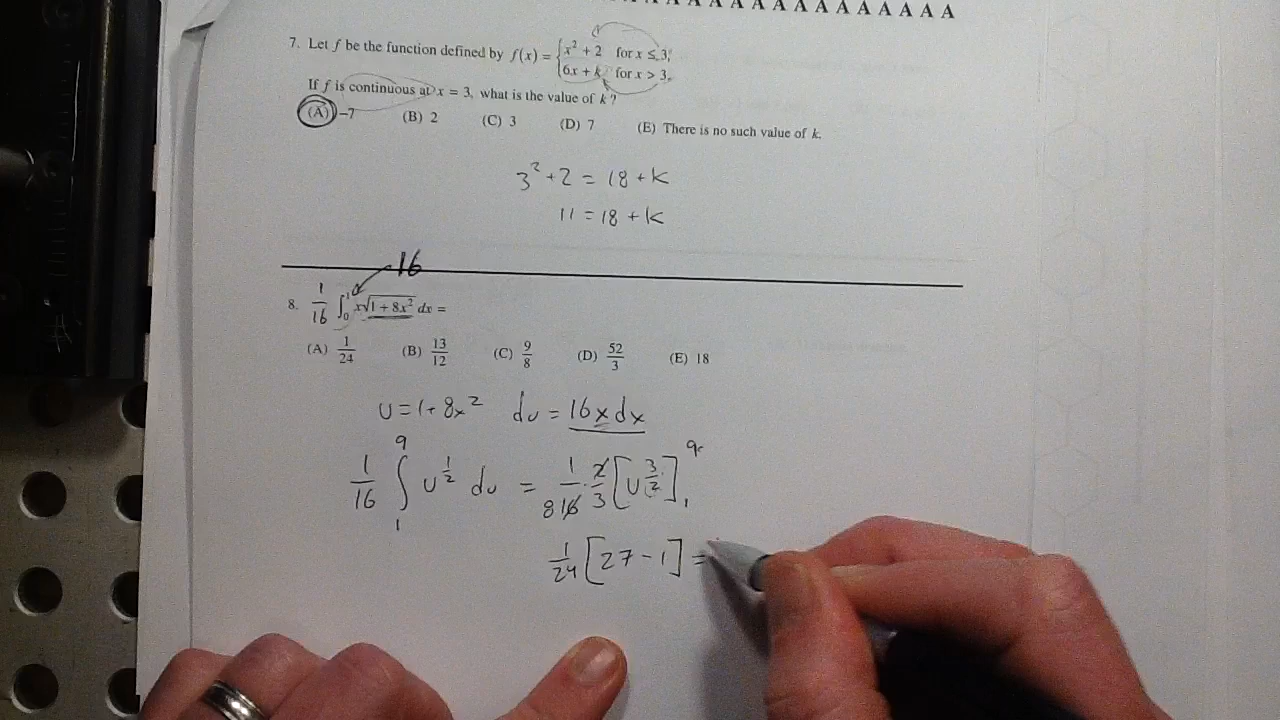 A A A A A A A A A A A A A A A A
7. Let f be the function defined by f(x) = { x² + 2 for x ≤ 3,
6x + k for x > 3.
If f is continuous at x = 3, what is the value of k?
(A) -7 (B) 2 (C) 3 (D) 7 (E) There is no such value of k.
3² + 2 = 18 + k
11 = 18 + k
16
8. 1/16 ∫₀¹ x√(1 + 8x²) dx =
(A) 1/24 (B) 13/12 (C) 9/8 (D) 52/3 (E) 18
u = 1 + 8x² du = 16x dx
1/16 ∫₁⁹ u^(1/2) du = 1/16 8 · 2/3 [u^(3/2)]₁⁹
1/24 [27 - 1] =